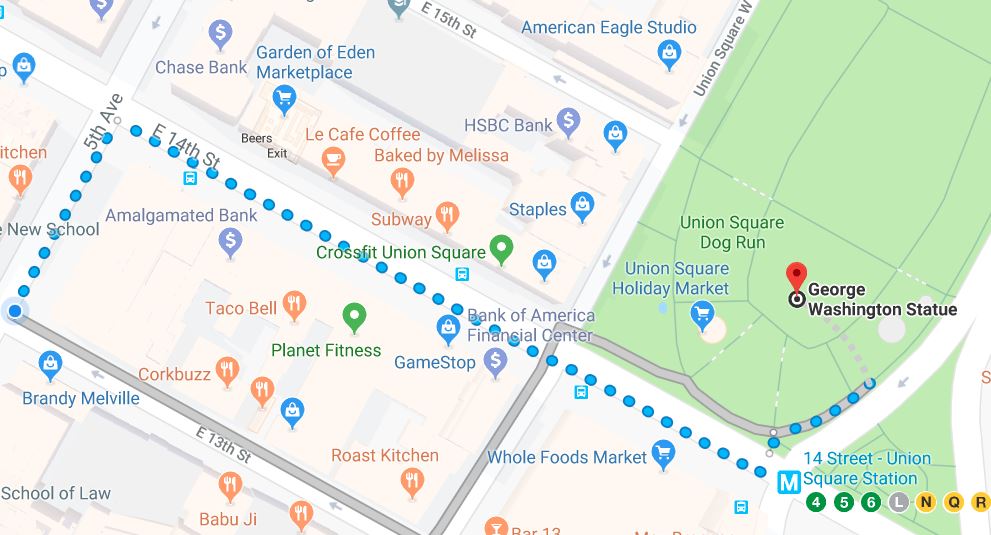 E 15th St
American Eagle Studio
Union Square W
Chase Bank
Garden of Eden
Marketplace
5th Ave
E 14th St
Beers
Exit
Le Cafe Coffee
HSBC Bank
Baked by Melissa
itchen
Amalgamated Bank
Subway
Staples
Union Square
Dog Run
e New School
Crossfit Union Square
Union Square
Holiday Market
George
Washington Statue
Taco Bell
Planet Fitness
Bank of America
Financial Center
GameStop
Corkbuzz
Brandy Melville
E 13th St
Roast Kitchen
Whole Foods Market
M
14 Street - Union
Square Station
4 5 6 L N Q R
School of Law
Babu Ji
Bar 13